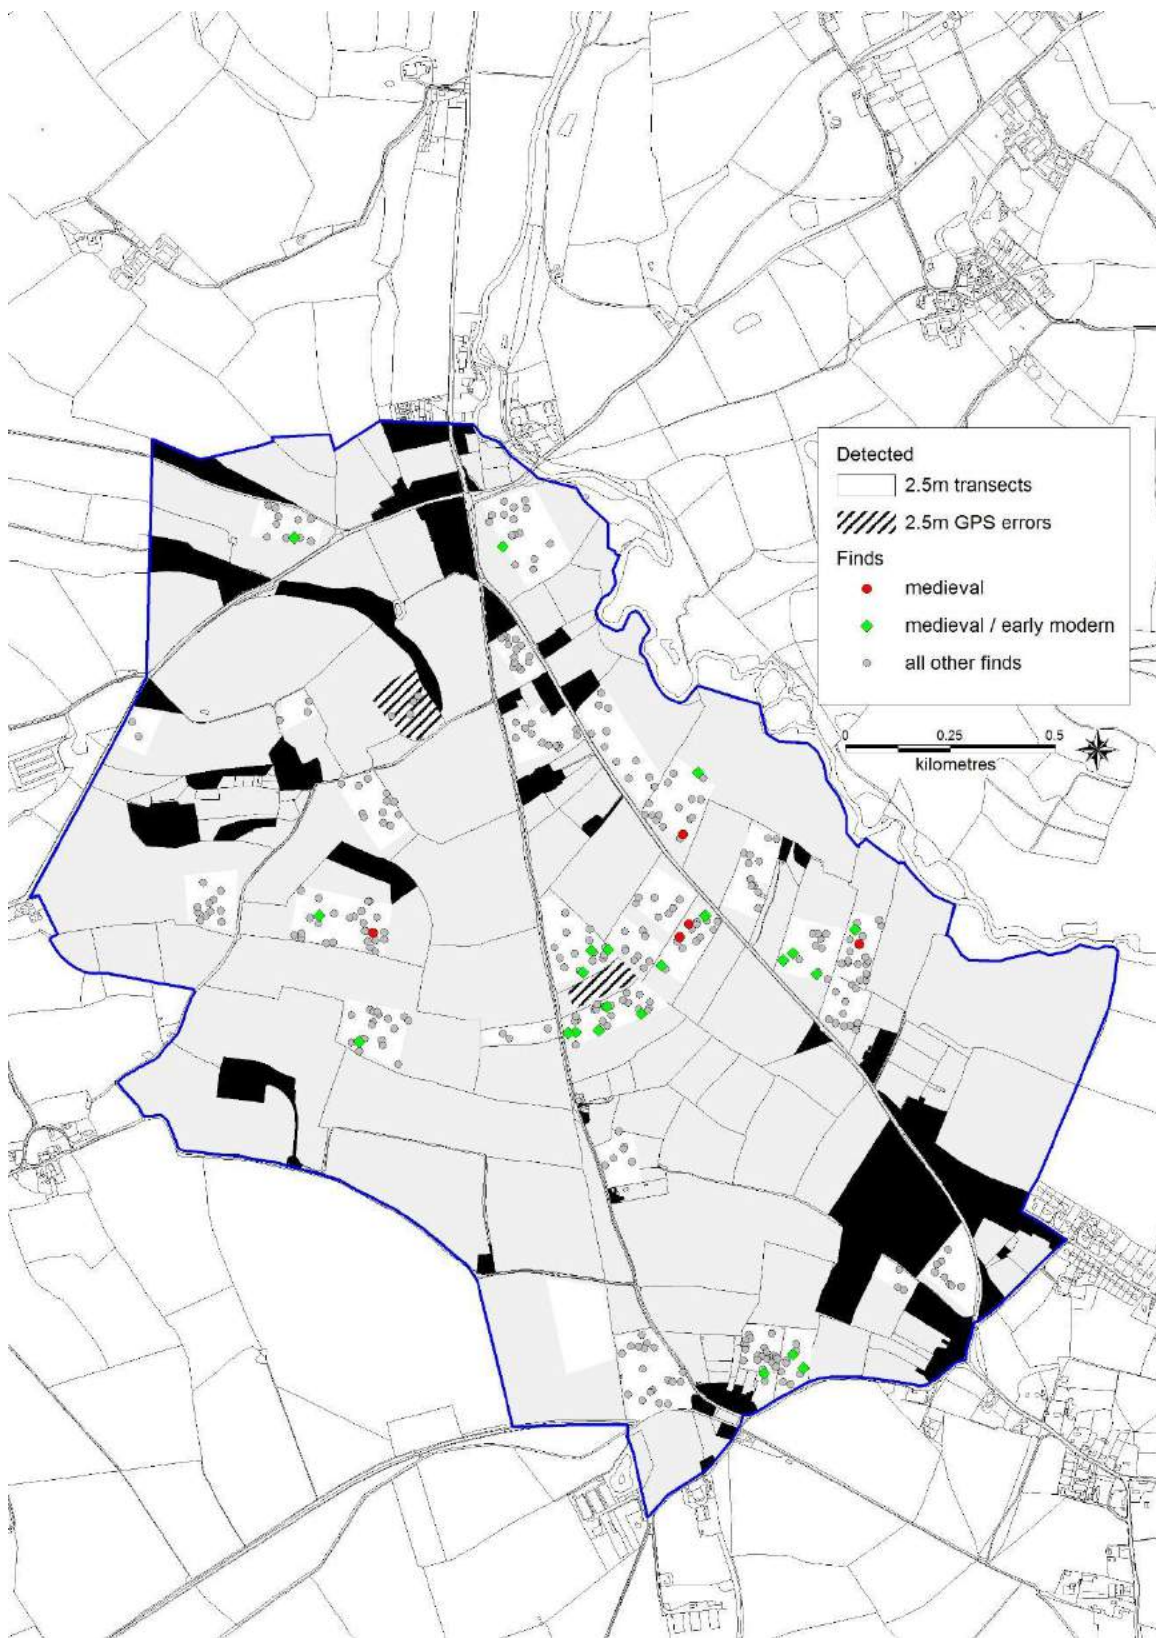 Detected
2.5m transects
2.5m GPS errors
Finds
medieval
medieval / early modern
all other finds
0 0.25 0.5
kilometres